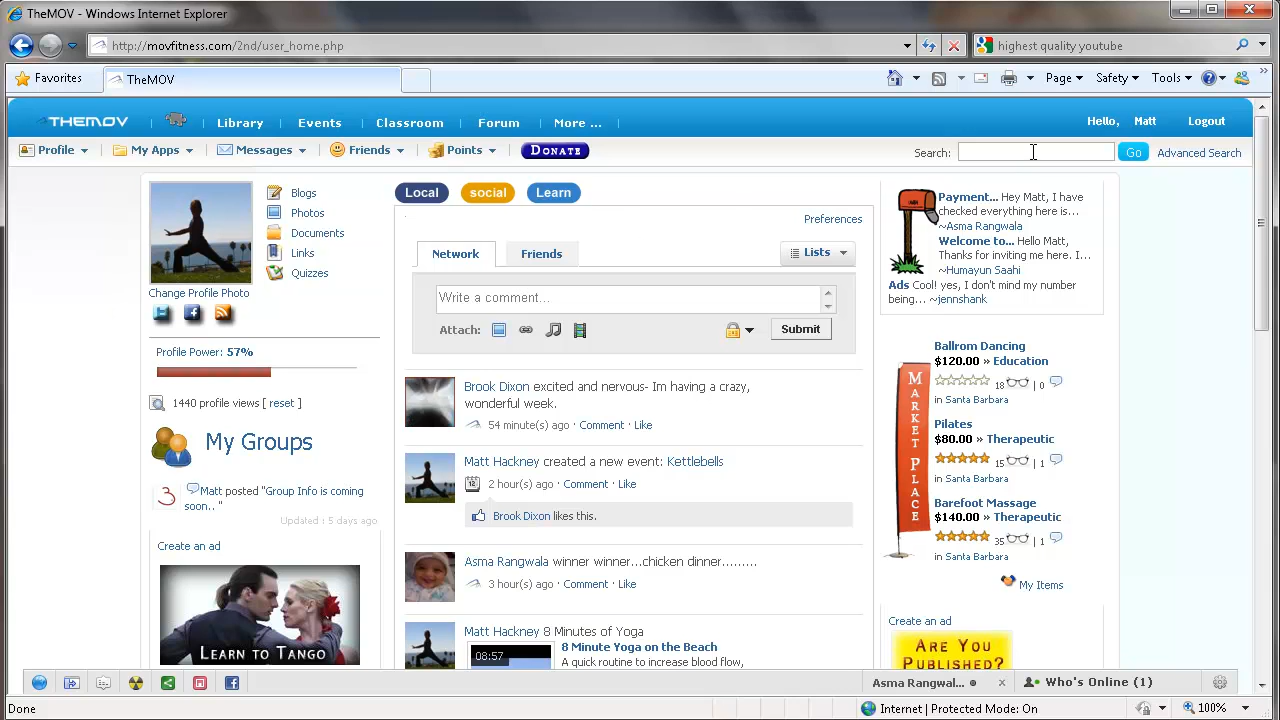 TheMOV - Windows Internet Explorer
http://movfitness.com/2nd/user_home.php
highest quality youtube
Favorites
TheMOV
Page
Safety
Tools
THEMOV
Library
Events
Classroom
Forum
More ...
Hello, Matt
Logout
Profile
My Apps
Messages
Friends
Points
DONATE
Search:
Go
Advanced Search
Blogs
Photos
Documents
Links
Quizzes
Change Profile Photo
Profile Power: 57%
1440 profile views [ reset ]
My Groups
3
Matt posted "Group Info is coming
soon.."
Updated : 5 days ago
Create an ad
LEARN TO TANGO
Local
social
Learn
Preferences
Network
Friends
Lists
Write a comment...
Attach:
Submit
Brook Dixon excited and nervous- Im having a crazy,
wonderful week.
54 minute(s) ago · Comment · Like
Matt Hackney created a new event: Kettlebells
12
2 hour(s) ago · Comment · Like
Brook Dixon likes this.
Asma Rangwala winner winner...chicken dinner.........
3 hour(s) ago · Comment · Like
Matt Hackney 8 Minutes of Yoga
08:57
8 Minute Yoga on the Beach
A quick routine to increase blood flow,
Payment... Hey Matt, I have
checked everything here is...
~Asma Rangwala
Welcome to... Hello Matt,
Thanks for inviting me here. I...
~Humayun Saahi
Ads Cool! yes, I don't mind my number
being... ~jennshank
MARKET PLACE
Ballrom Dancing
$120.00 » Education
18 | 0
in Santa Barbara
Pilates
$80.00 » Therapeutic
15 | 1
in Santa Barbara
Barefoot Massage
$140.00 » Therapeutic
35 | 1
in Santa Barbara
My Items
Create an ad
ARE YOU
PUBLISHED?
Asma Rangwal... x
Who's Online (1)
Done
Internet | Protected Mode: On
100%